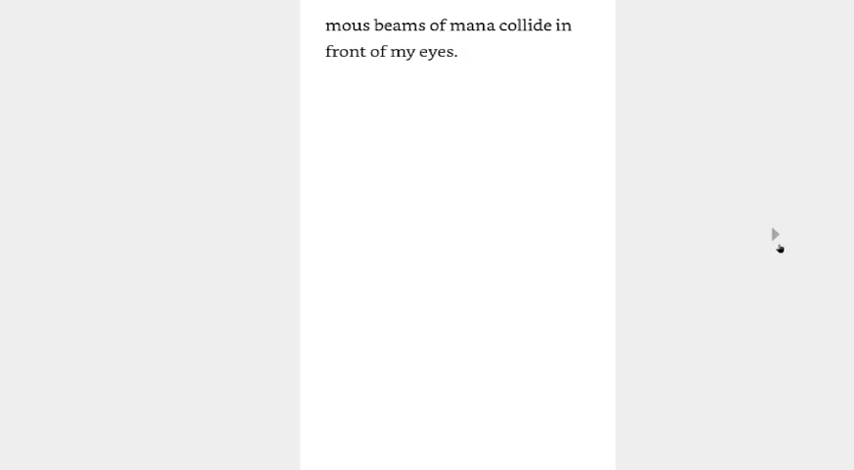 mous beams of mana collide in
front of my eyes.